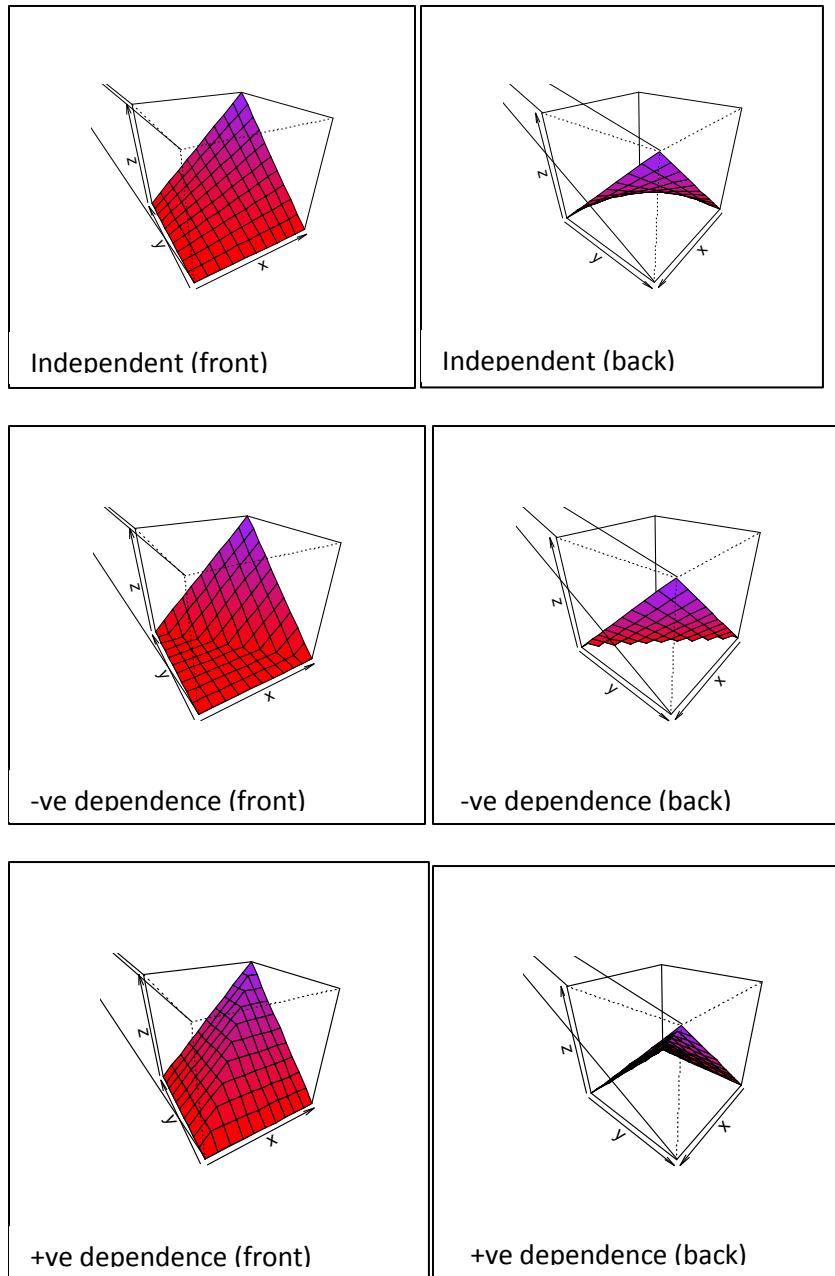 z
y
x
Independent (front)
z
y
x
Independent (back)
z
y
x
-ve dependence (front)
z
y
x
-ve dependence (back)
z
y
x
+ve dependence (front)
z
y
x
+ve dependence (back)